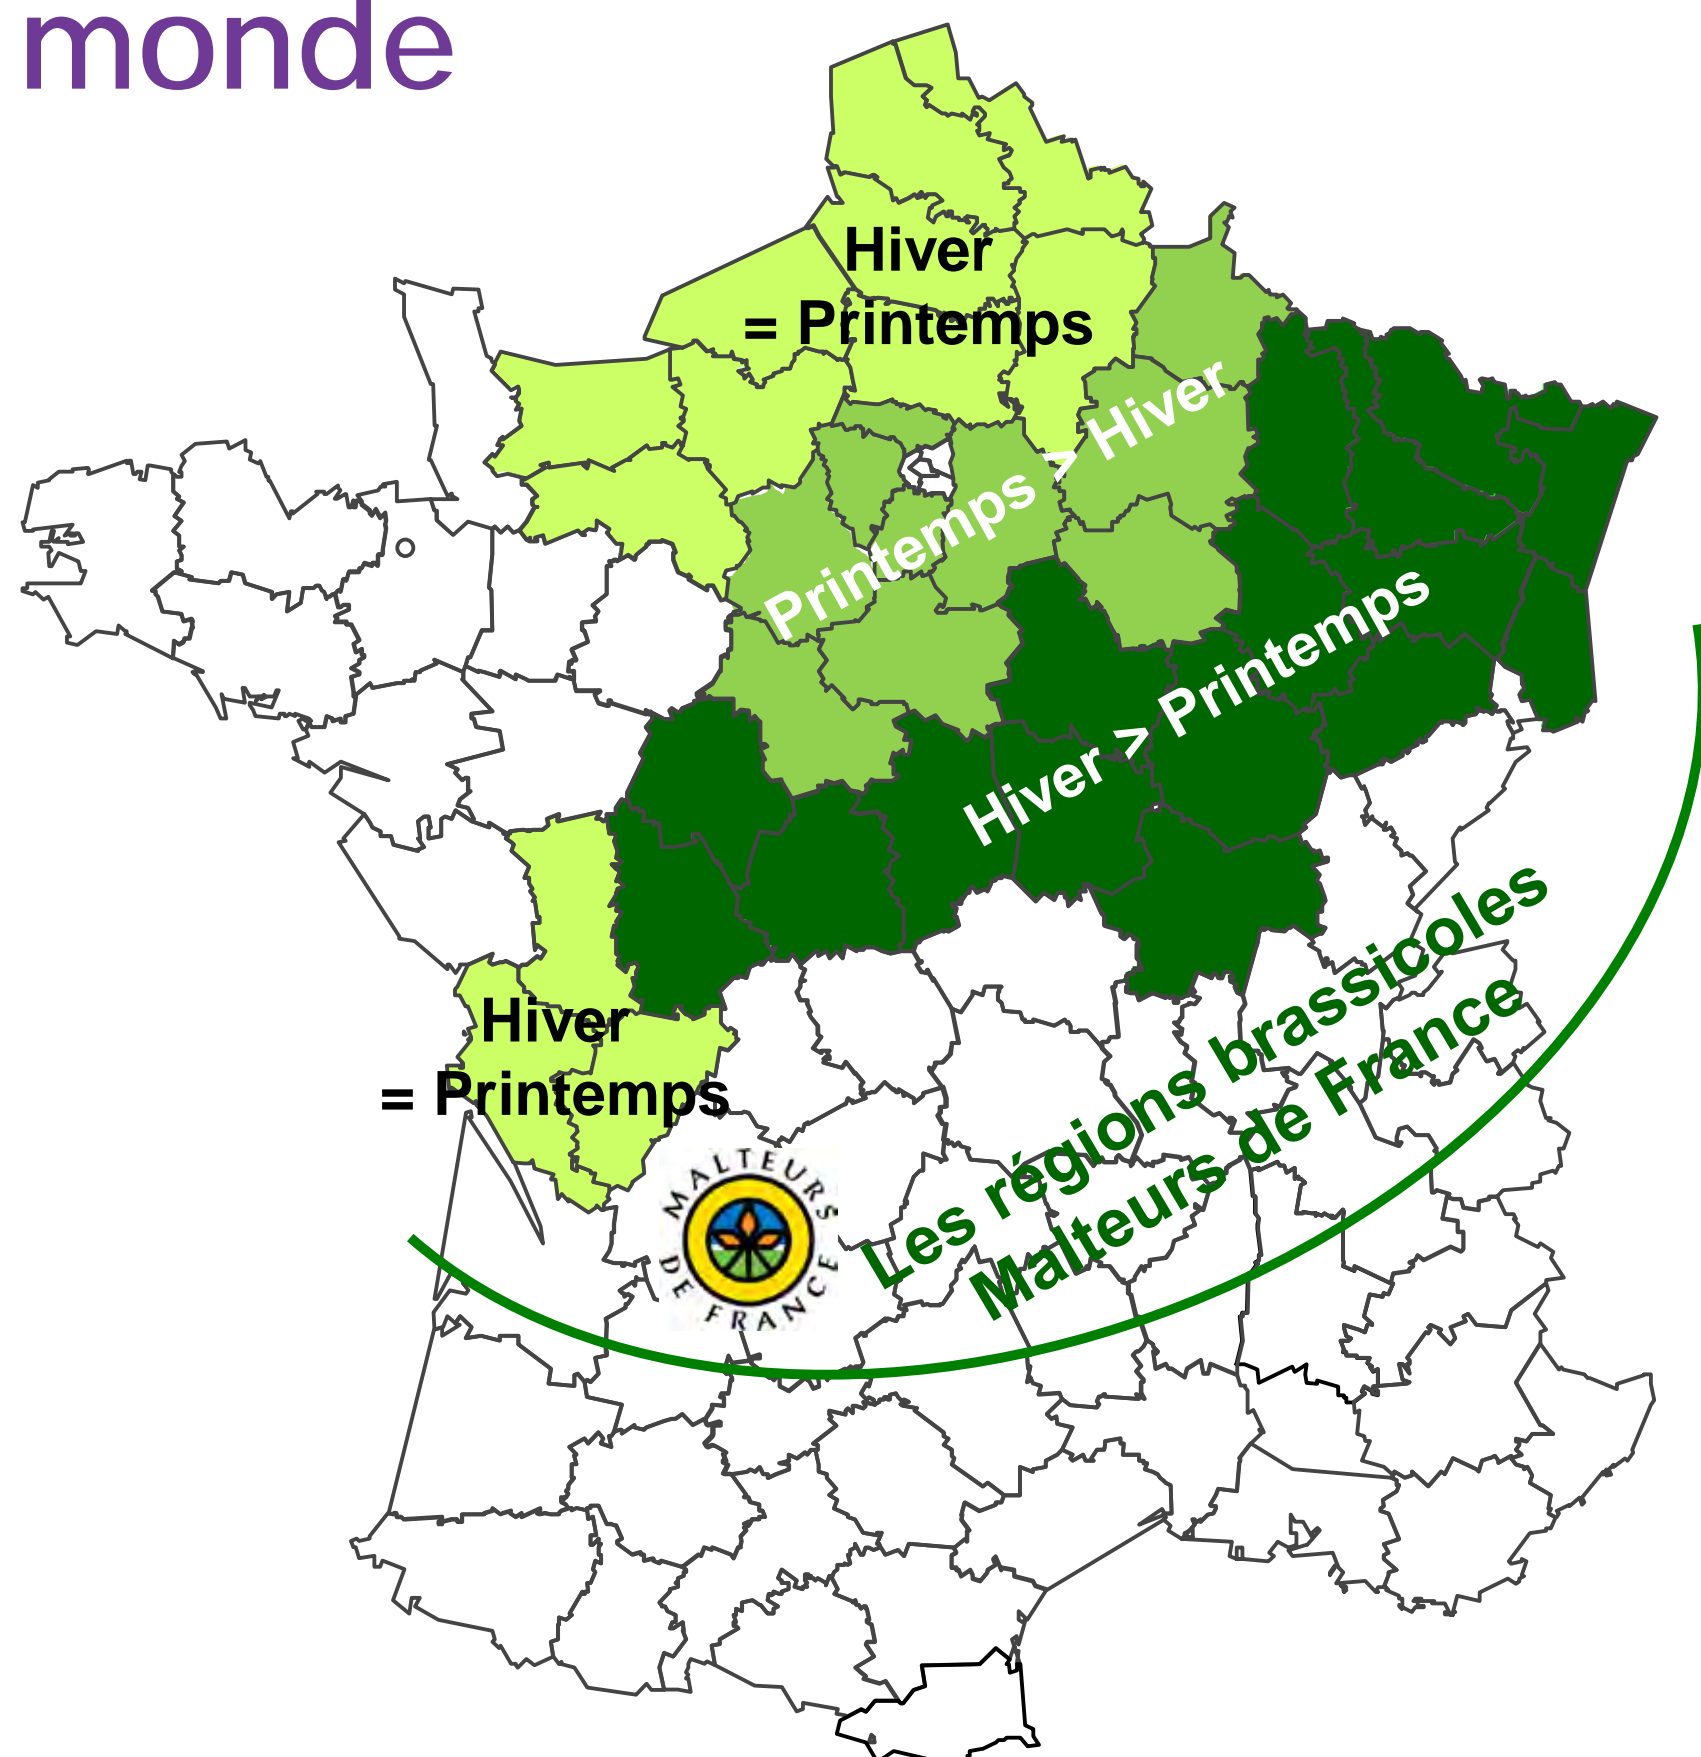 monde
Hiver
= Printemps
Printemps > Hiver
Hiver > Printemps
Hiver
= Printemps
Les régions brassicoles
Malteurs de France
MALTEURS
DE FRANCE